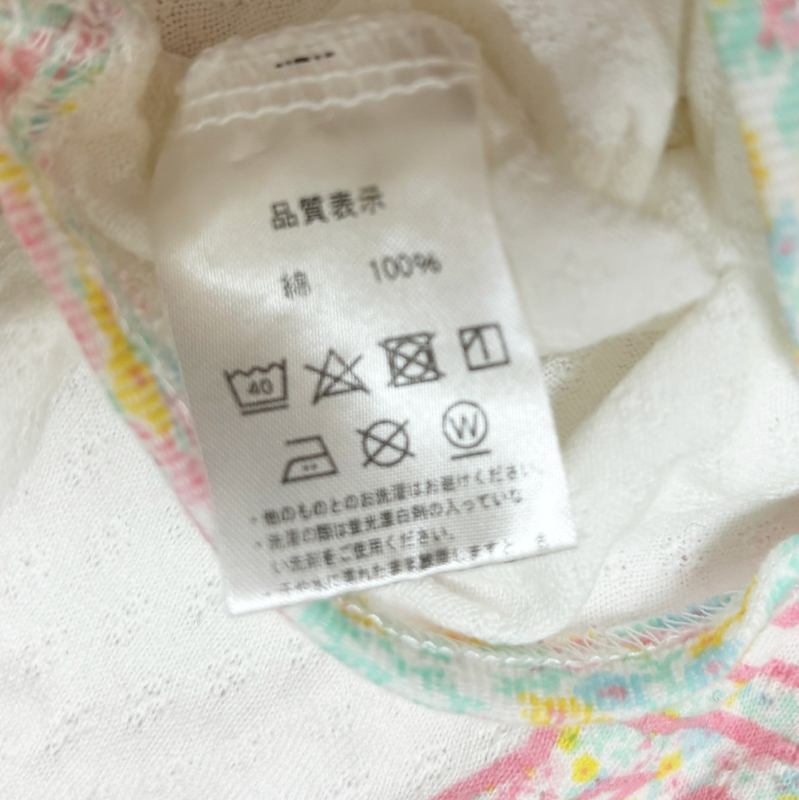 品質表示
綿 100%
40
W
・他のものとのお洗濯はお避けください。
・洗濯の際は蛍光漂白剤の入っていな
い洗剤をご使用ください。